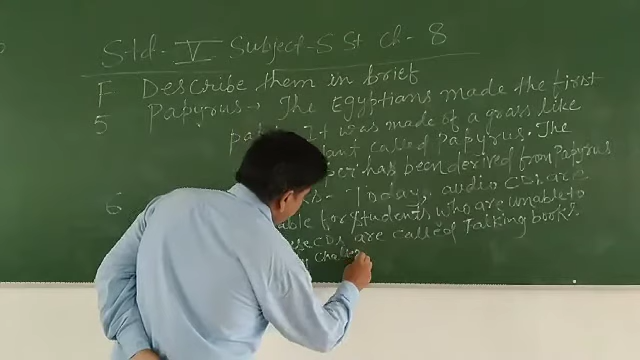 Std - V Subject - S St Ch - 8
F Describe them in brief
5 Papyrus → The Egyptians made the first
It was made of a grass like
plant called Papyrus. The
has been derived from Papyrus
6 Today, audio CDs are
for students who are unable to
CDs are called Talking books.